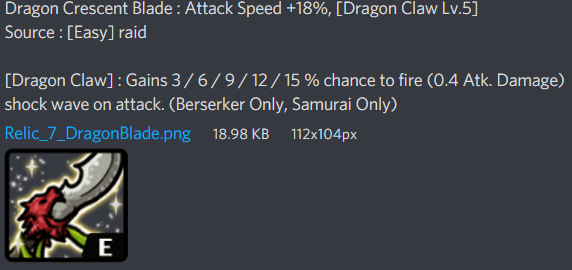 Dragon Crescent Blade : Attack Speed +18%, [Dragon Claw Lv.5]
Source : [Easy] raid
[Dragon Claw] : Gains 3 / 6 / 9 / 12 / 15 % chance to fire (0.4 Atk. Damage)
shock wave on attack. (Berserker Only, Samurai Only)
Relic_7_DragonBlade.png 18.98 KB 112x104px
E